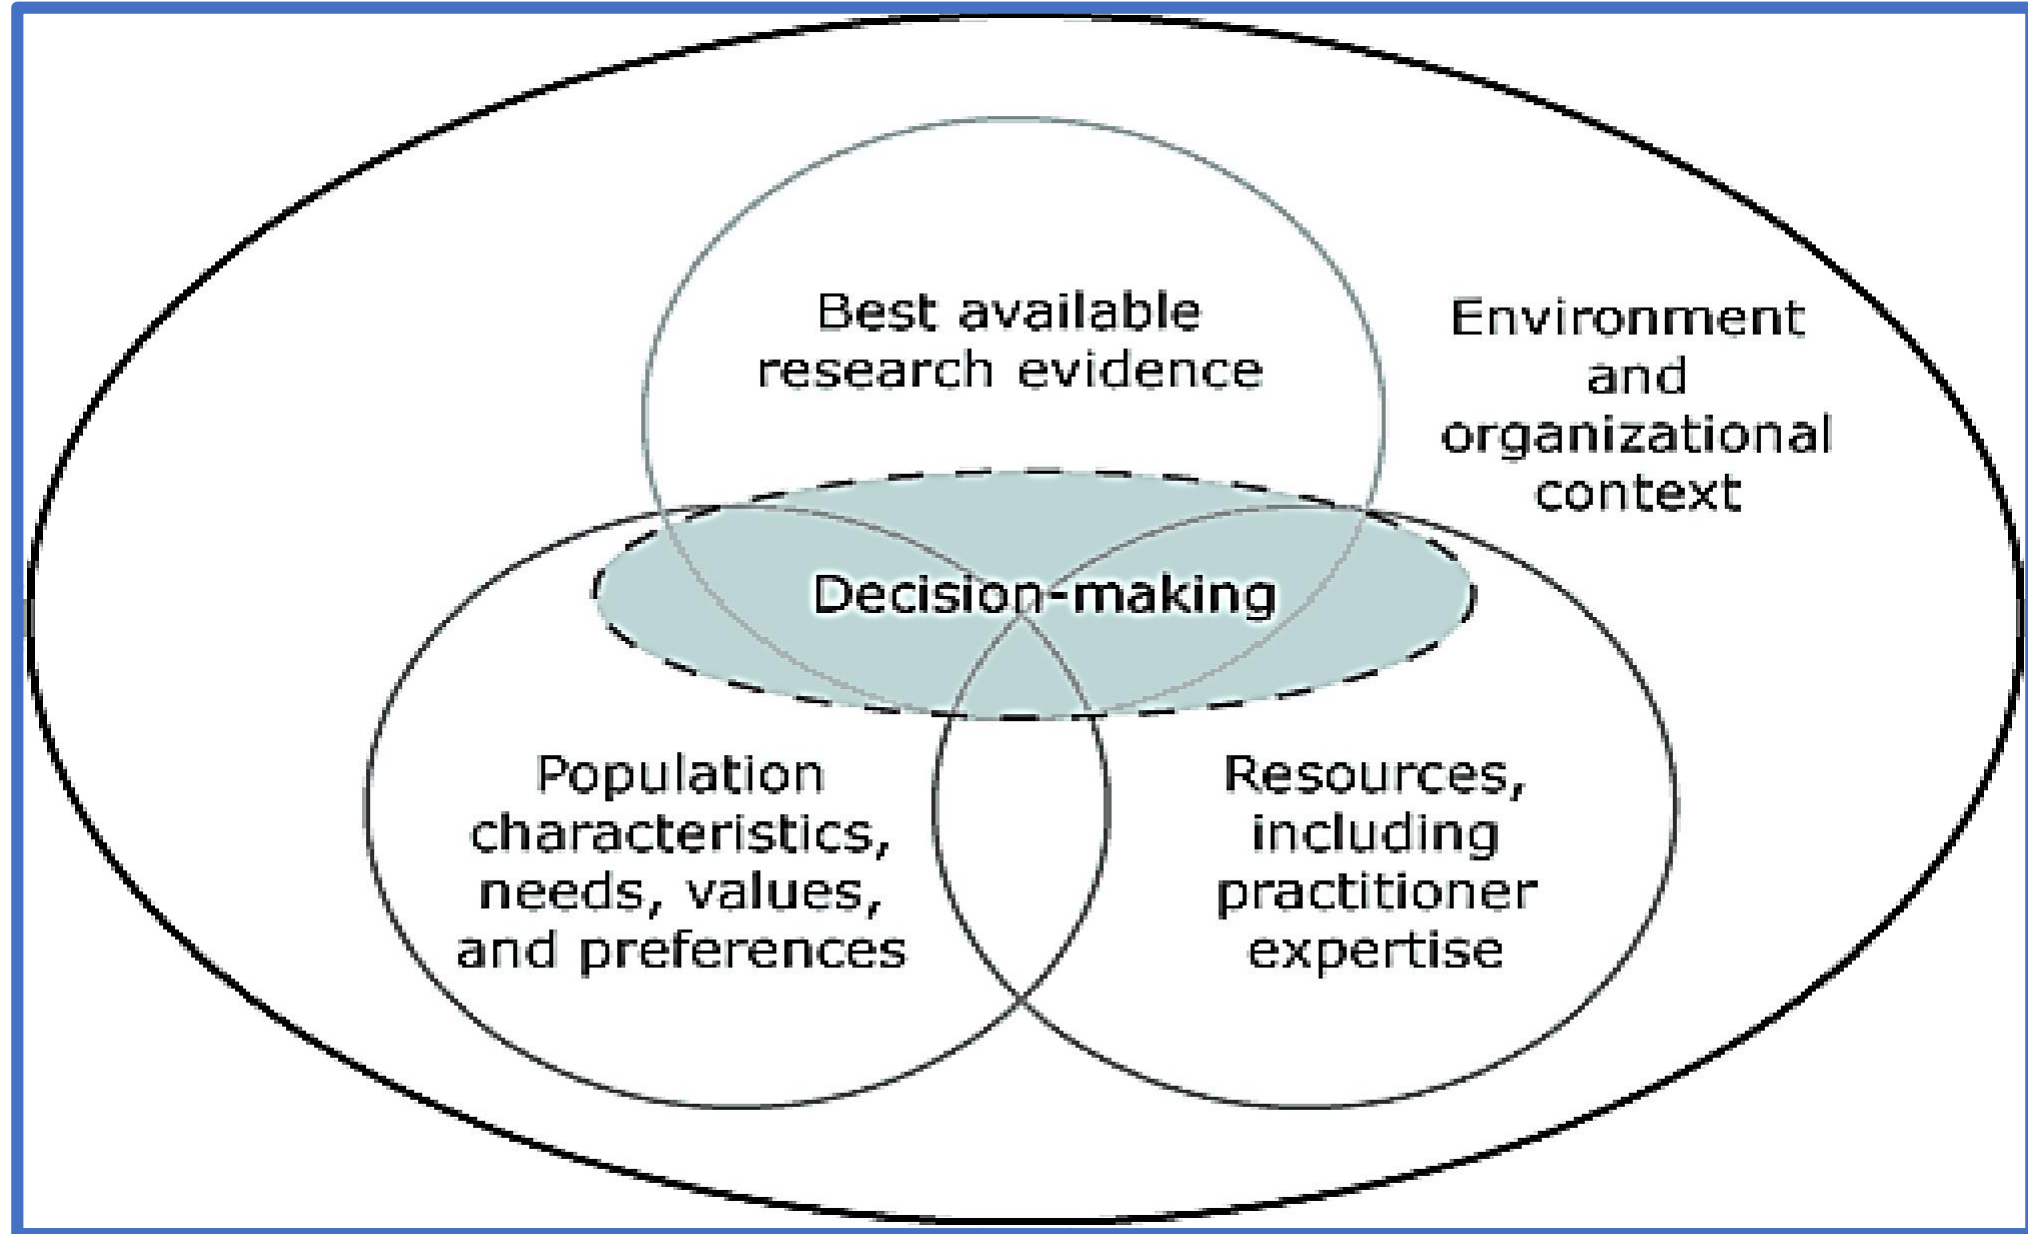 Best available
research evidence
Environment
and
organizational
context
Decision-making
Population
characteristics,
needs, values,
and preferences
Resources,
including
practitioner
expertise